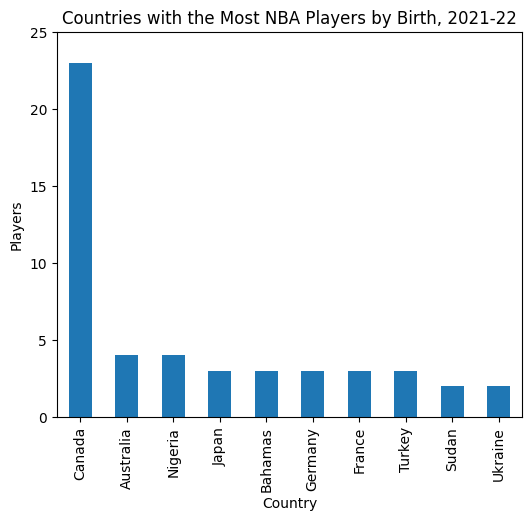 Countries with the Most NBA Players by Birth, 2021-22
25
20
15
10
5
0
Players
Canada
Australia
Nigeria
Japan
Bahamas
Germany
France
Turkey
Sudan
Ukraine
Country